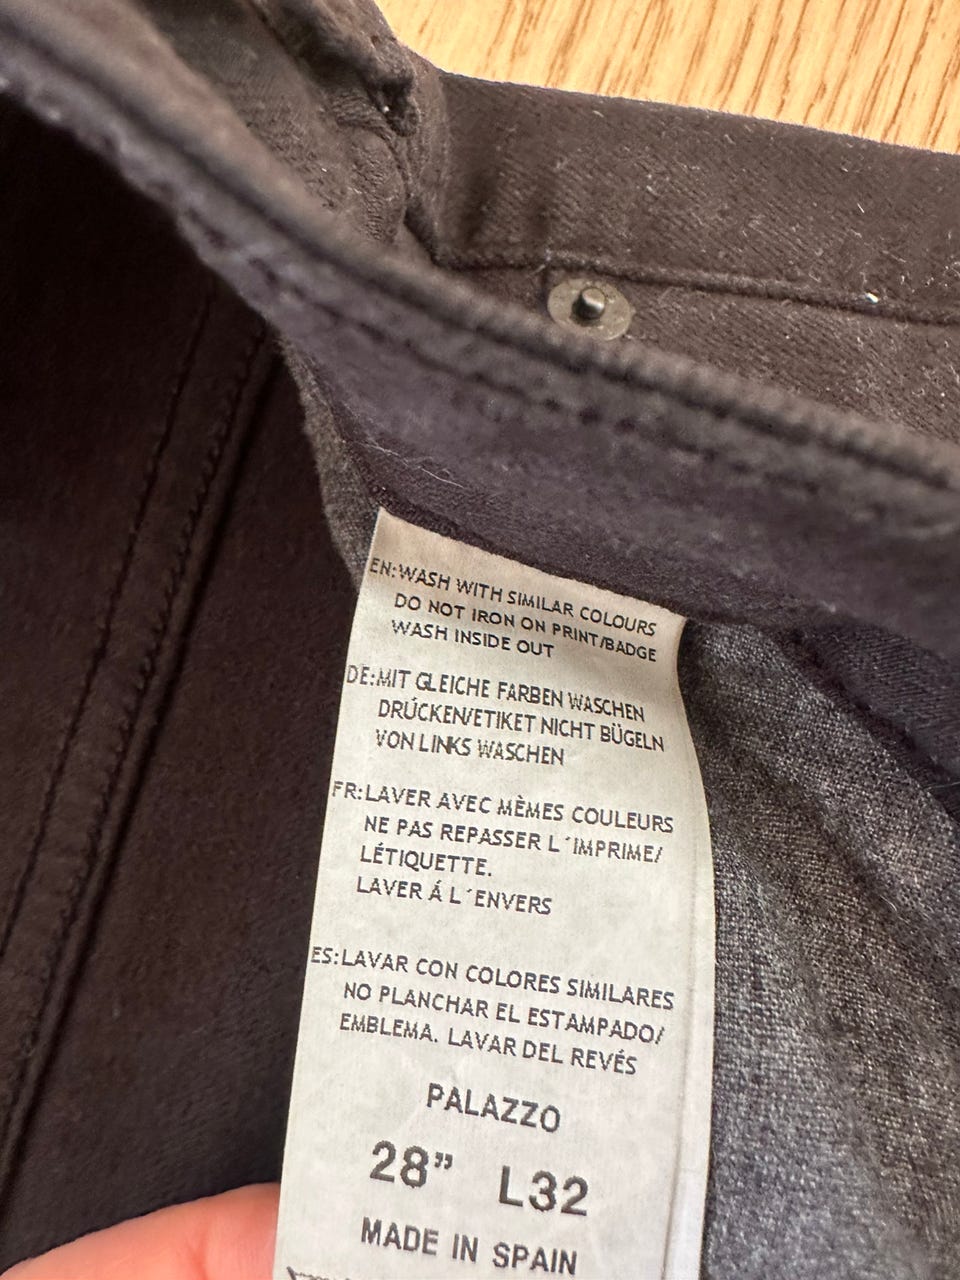 EN:WASH WITH SIMILAR COLOURS
DO NOT IRON ON PRINT/BADGE
WASH INSIDE OUT
DE:MIT GLEICHE FARBEN WASCHEN
DRÜCKEN/ETIKET NICHT BÜGELN
VON LINKS WASCHEN
FR:LAVER AVEC MÈMES COULEURS
NE PAS REPASSER L´IMPRIME/
LÉTIQUETTE.
LAVER Á L´ENVERS
ES:LAVAR CON COLORES SIMILARES
NO PLANCHAR EL ESTAMPADO/
EMBLEMA. LAVAR DEL REVÉS
PALAZZO
28” L32
MADE IN SPAIN